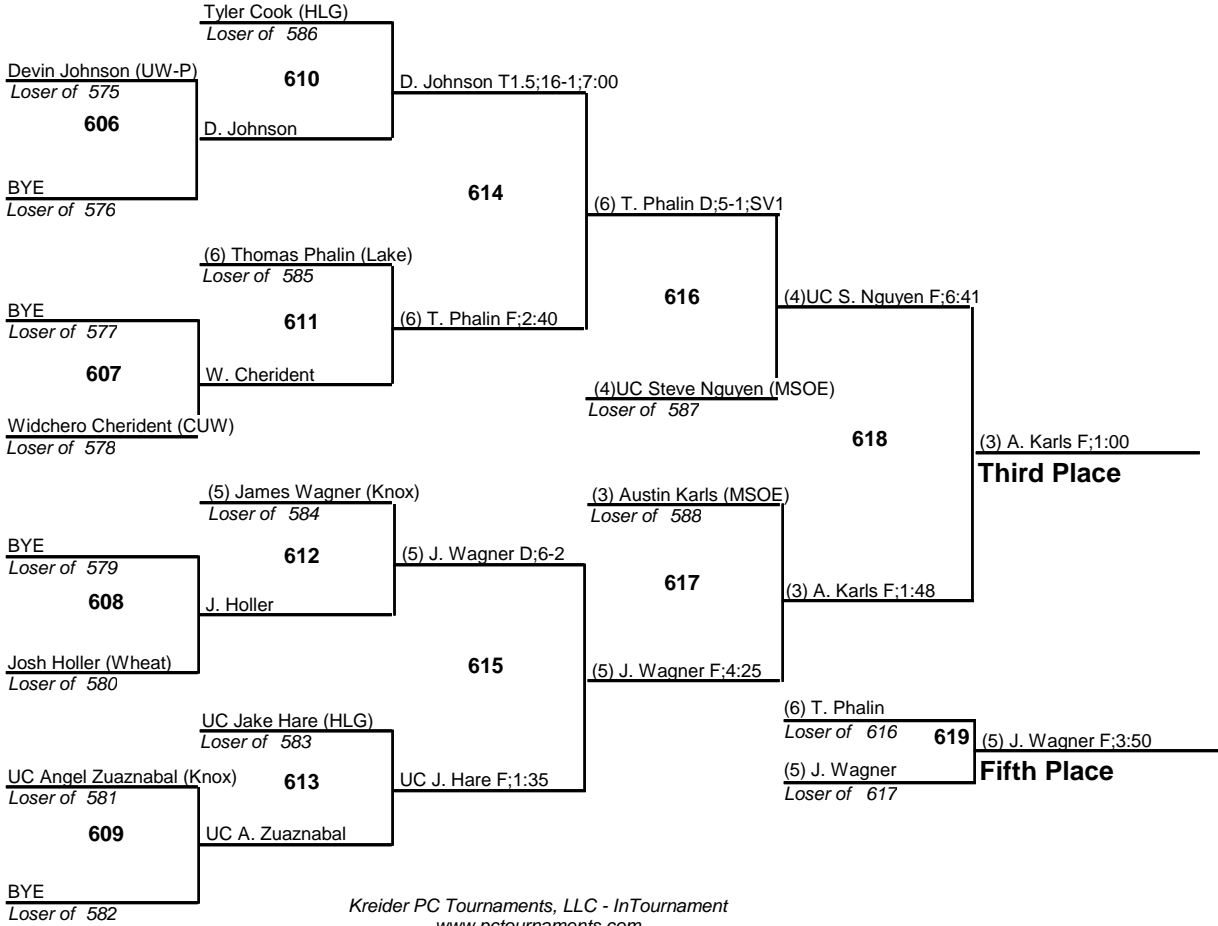 Tyler Cook (HLG)
Loser of 586
Devin Johnson (UW-P)
Loser of 575
610
D. Johnson T1.5;16-1;7:00
606
D. Johnson
BYE
Loser of 576
614
(6) T. Phalin D;5-1;SV1
(6) Thomas Phalin (Lake)
Loser of 585
BYE
Loser of 577
611
(6) T. Phalin F;2:40
616
(4)UC S. Nguyen F;6:41
607
W. Cherident
(4)UC Steve Nguyen (MSOE)
Loser of 587
Widchero Cherident (CUW)
Loser of 578
618
(3) A. Karls F;1:00
Third Place
(5) James Wagner (Knox)
Loser of 584
(3) Austin Karls (MSOE)
Loser of 588
BYE
Loser of 579
612
(5) J. Wagner D;6-2
617
(3) A. Karls F;1:48
608
J. Holler
Josh Holler (Wheat)
Loser of 580
615
(5) J. Wagner F;4:25
UC Jake Hare (HLG)
Loser of 583
(6) T. Phalin
Loser of 616
619
(5) J. Wagner F;3:50
Fifth Place
(5) J. Wagner
Loser of 617
UC Angel Zuaznabal (Knox)
Loser of 581
613
UC J. Hare F;1:35
609
UC A. Zuaznabal
BYE
Loser of 582
Kreider PC Tournaments, LLC - InTournament
www.pctournaments.com